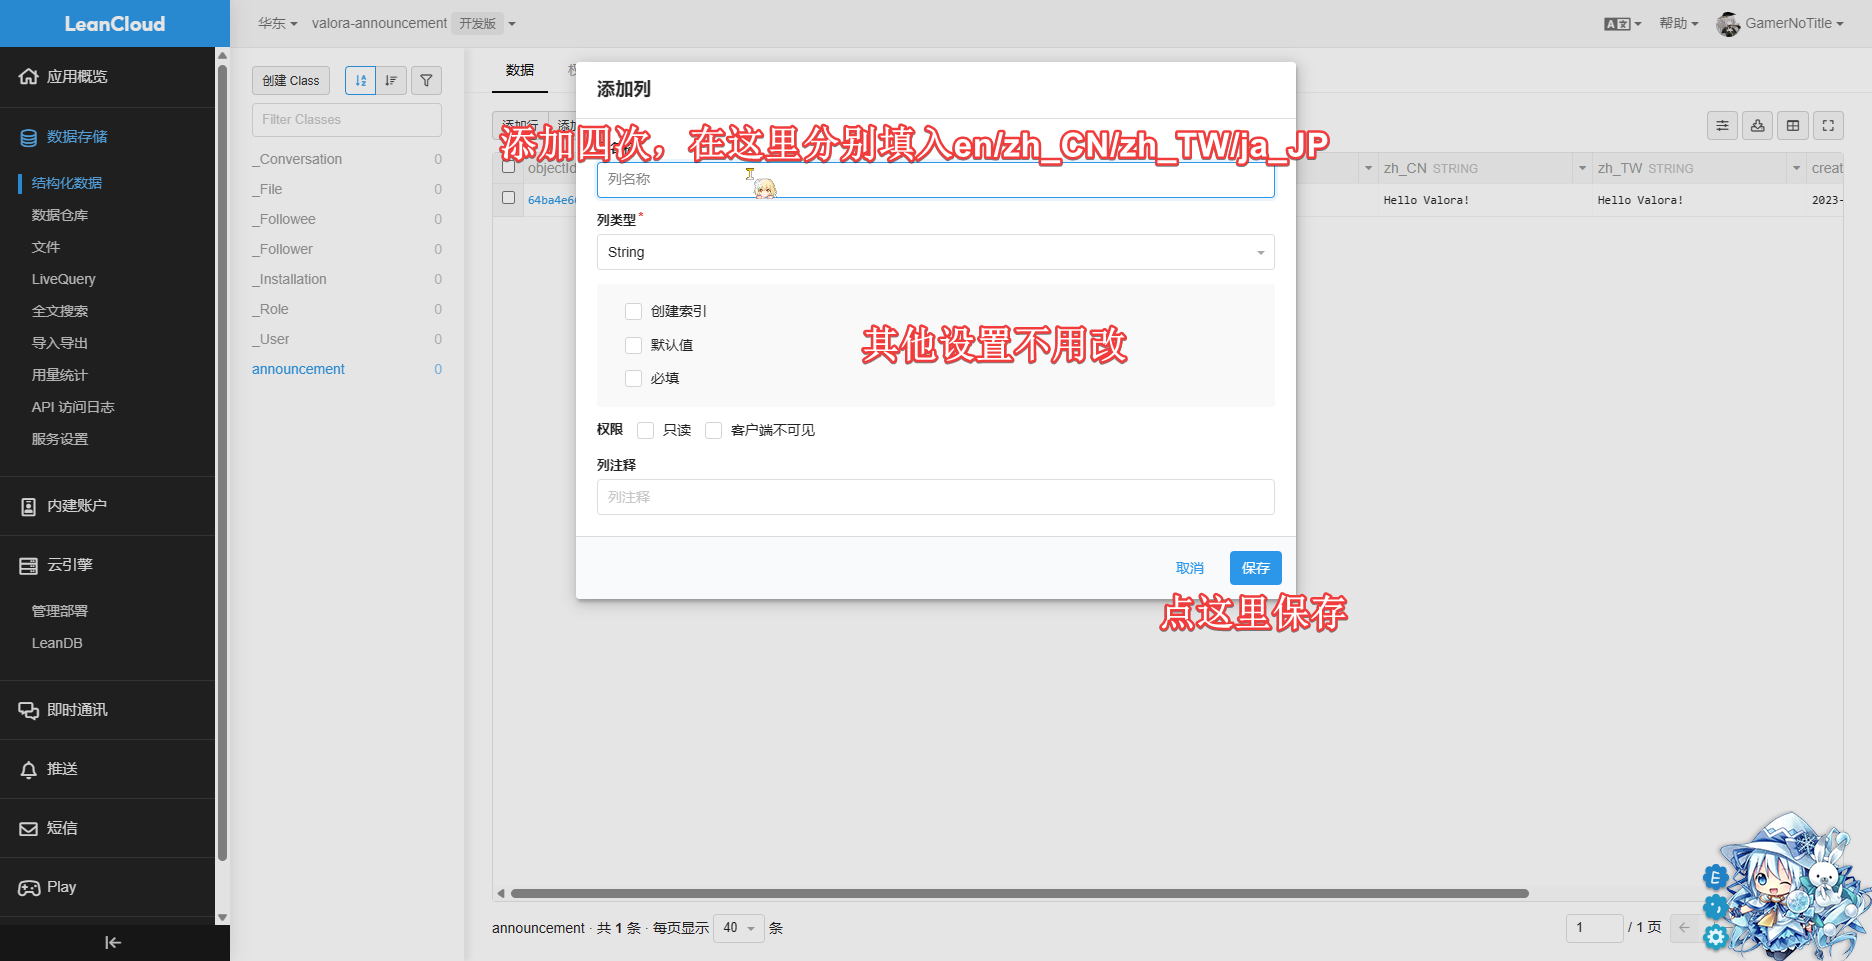 LeanCloud
华东
valora-announcement 开发版
帮助
GamerNoTitle
应用概览
数据存储
结构化数据
数据仓库
文件
LiveQuery
全文搜索
导入导出
用量统计
API 访问日志
服务设置
内建账户
云引擎
管理部署
LeanDB
即时通讯
推送
短信
Play
创建 Class
Filter Classes
_Conversation 0
_File 0
_Followee 0
_Follower 0
_Installation 0
_Role 0
_User 0
announcement 0
数据
添加行
objectId
64ba4e6
zh_CN STRING
zh_TW STRING
creat
Hello Valora!
Hello Valora!
2023-
添加列
添加四次，在这里分别填入en/zh_CN/zh_TW/ja_JP
列名称
列类型*
String
创建索引
默认值
必填
其他设置不用改
权限 只读 客户端不可见
列注释
列注释
取消 保存
点这里保存
announcement · 共 1 条 · 每页显示 40 条
1 / 1 页
E